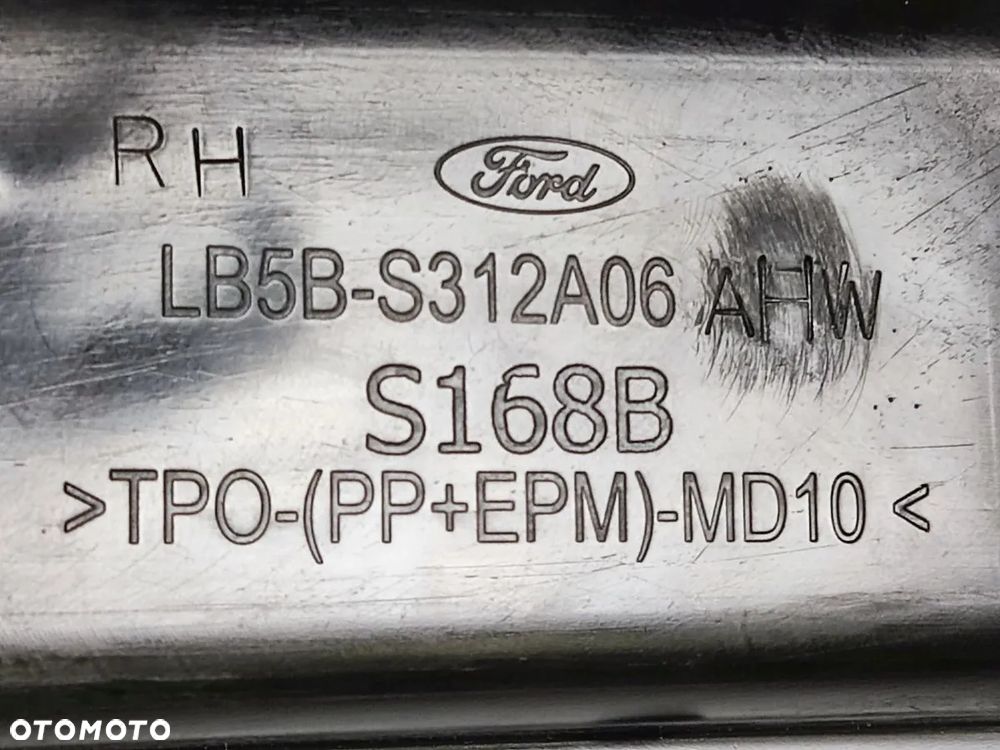 RH
Ford
LB5B-S312A06 AHW
S168B
>TPO-(PP+EPM)-MD10<
OTOMOTO